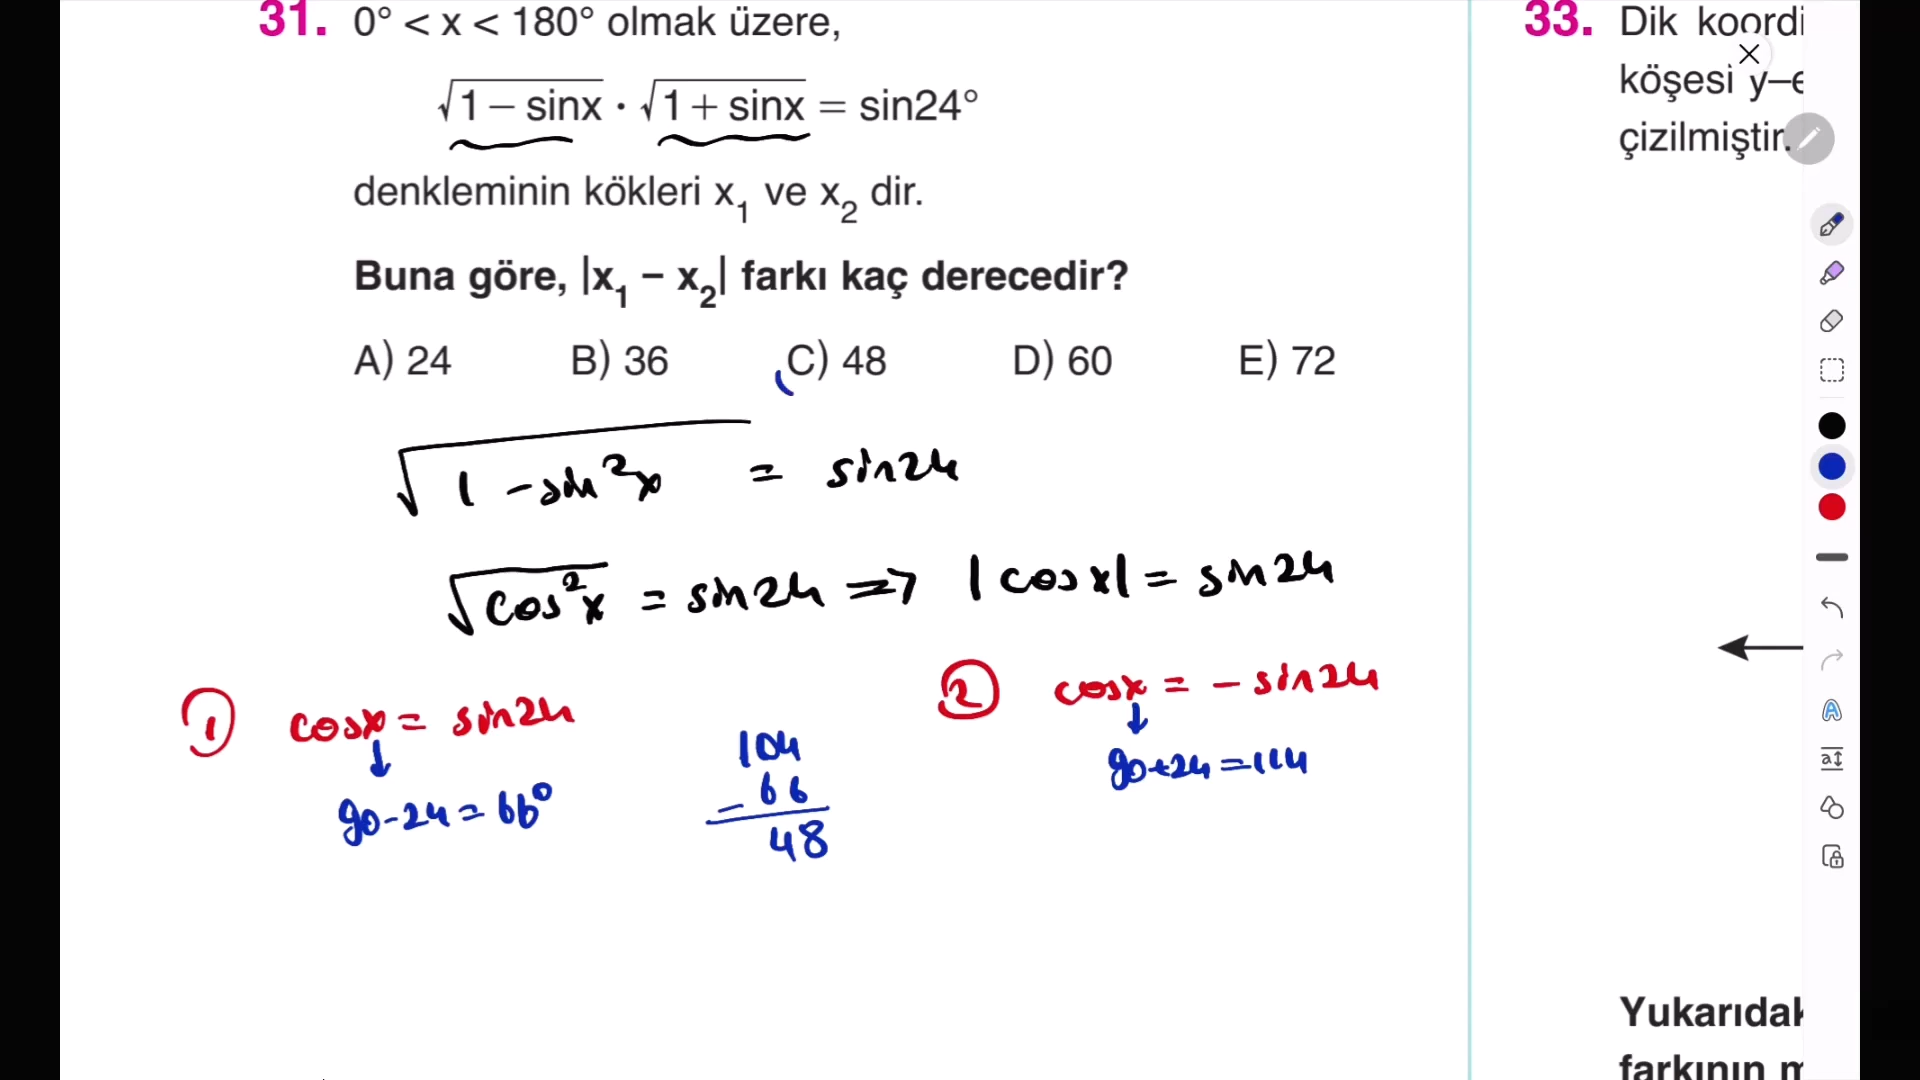 31. 0° < x < 180° olmak üzere,
√1 − sinx · √1 + sinx = sin24°
denkleminin kökleri x₁ ve x₂ dir.
Buna göre, |x₁ − x₂| farkı kaç derecedir?
A) 24 B) 36 C) 48 D) 60 E) 72
√1 − sin²x = sin24
√cos²x = sin24 ⇒ |cosx| = sin24
① cosx = sin24
↓
90-24 = 66°
104
− 66
48
② cosx = − sin24
↓
90+24 = 114
33. Dik koordi
köşesi y–e
çizilmiştir.
Yukarıdak
farkının m